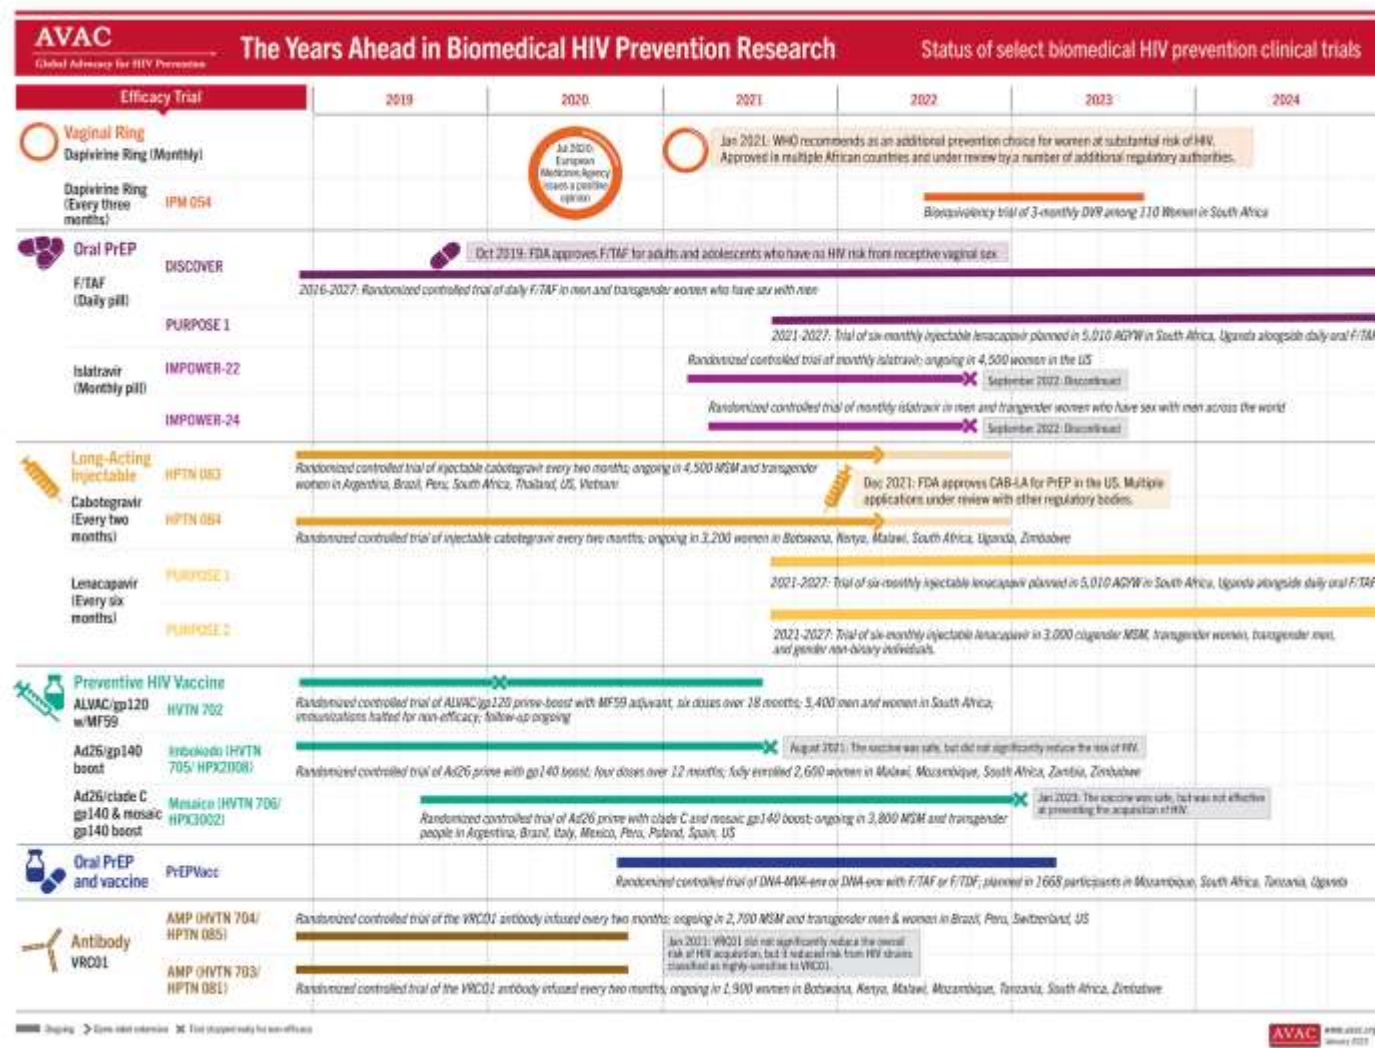 AVAC
Global Advocacy for HIV Prevention
The Years Ahead in Biomedical HIV Prevention Research
Status of select biomedical HIV prevention clinical trials
Efficacy Trial
2019
2020
2021
2022
2023
2024
Vaginal Ring
Dapivirine Ring (Monthly)
Jul 2020:
European
Medicines Agency
issues a positive
opinion
Jan 2021: WHO recommends as an additional prevention choice for women at substantial risk of HIV.
Approved in multiple African countries and under review by a number of additional regulatory authorities.
Dapivirine Ring
(Every three
months)
IPM 054
Bioequivalency trial of 3-monthly DVR among 110 Women in South Africa
Oral PrEP
F/TAF
(Daily pill)
DISCOVER
Oct 2019: FDA approves F/TAF for adults and adolescents who have no HIV risk from receptive vaginal sex
2016-2027: Randomized controlled trial of daily F/TAF in men and transgender women who have sex with men
PURPOSE 1
2021-2027: Trial of six-monthly injectable lenacapavir planned in 5,010 AGYW in South Africa, Uganda alongside daily oral F/TAF
Islatravir
(Monthly pill)
IMPOWER-22
Randomized controlled trial of monthly islatravir; ongoing in 4,500 women in the US
September 2022: Discontinued
IMPOWER-24
Randomized controlled trial of monthly islatravir in men and trangender women who have sex with men across the world
September 2022: Discontinued
Long-Acting
Injectable
Cabotegravir
(Every two
months)
HPTN 083
Randomized controlled trial of injectable cabotegravir every two months; ongoing in 4,500 MSM and transgender
women in Argentina, Brazil, Peru, South Africa, Thailand, US, Vietnam
Dec 2021: FDA approves CAB-LA for PrEP in the US. Multiple
applications under review with other regulatory bodies.
HPTN 084
Randomized controlled trial of injectable cabotegravir every two months; ongoing in 3,200 women in Botswana, Kenya, Malawi, South Africa, Uganda, Zimbabwe
Lenacapavir
(Every six
months)
PURPOSE 1
2021-2027: Trial of six-monthly injectable lenacapavir planned in 5,010 AGYW in South Africa, Uganda alongside daily oral F/TAF
PURPOSE 2
2021-2027: Trial of six-monthly injectable lenacapavir in 3,000 cisgender MSM, transgender women, transgender men,
and gender non-binary individuals.
Preventive HIV Vaccine
ALVAC/gp120
w/MF59
HVTN 702
Randomized controlled trial of ALVAC/gp120 prime-boost with MF59 adjuvant, six doses over 18 months; 5,400 men and women in South Africa;
immunizations halted for non-efficacy; follow-up ongoing
Ad26/gp140
boost
Imbokodo (HVTN
705/ HPX2008)
August 2021: The vaccine was safe, but did not significantly reduce the risk of HIV.
Randomized controlled trial of Ad26 prime with gp140 boost; four doses over 12 months; fully enrolled 2,600 women in Malawi, Mozambique, South Africa, Zambia, Zimbabwe
Ad26/clade C
gp140 & mosaic
gp140 boost
Mosaico (HVTN 706/
HPX3002)
Jan 2023: The vaccine was safe, but was not effective
at preventing the acquisition of HIV.
Randomized controlled trial of Ad26 prime with clade C and mosaic gp140 boost; ongoing in 3,800 MSM and transgender
people in Argentina, Brazil, Italy, Mexico, Peru, Poland, Spain, US
Oral PrEP
and vaccine
PrEPVacc
Randomized controlled trial of DNA-MVA-env or DNA-env with F/TAF or F/TDF; planned in 1668 participants in Mozambique, South Africa, Tanzania, Uganda
Antibody
VRC01
AMP (HVTN 704/
HPTN 085)
Randomized controlled trial of the VRC01 antibody infused every two months; ongoing in 2,700 MSM and transgender men & women in Brazil, Peru, Switzerland, US
Jan 2021: VRC01 did not significantly reduce the overall
risk of HIV acquisition, but it reduced risk from HIV strains
classified as highly-sensitive to VRC01.
AMP (HVTN 703/
HPTN 081)
Randomized controlled trial of the VRC01 antibody infused every two months; ongoing in 1,900 women in Botswana, Kenya, Malawi, Mozambique, Tanzania, South Africa, Zimbabwe
Ongoing
Open-label extension
Trial stopped early for non-efficacy
AVAC
www.avac.org
January 2023